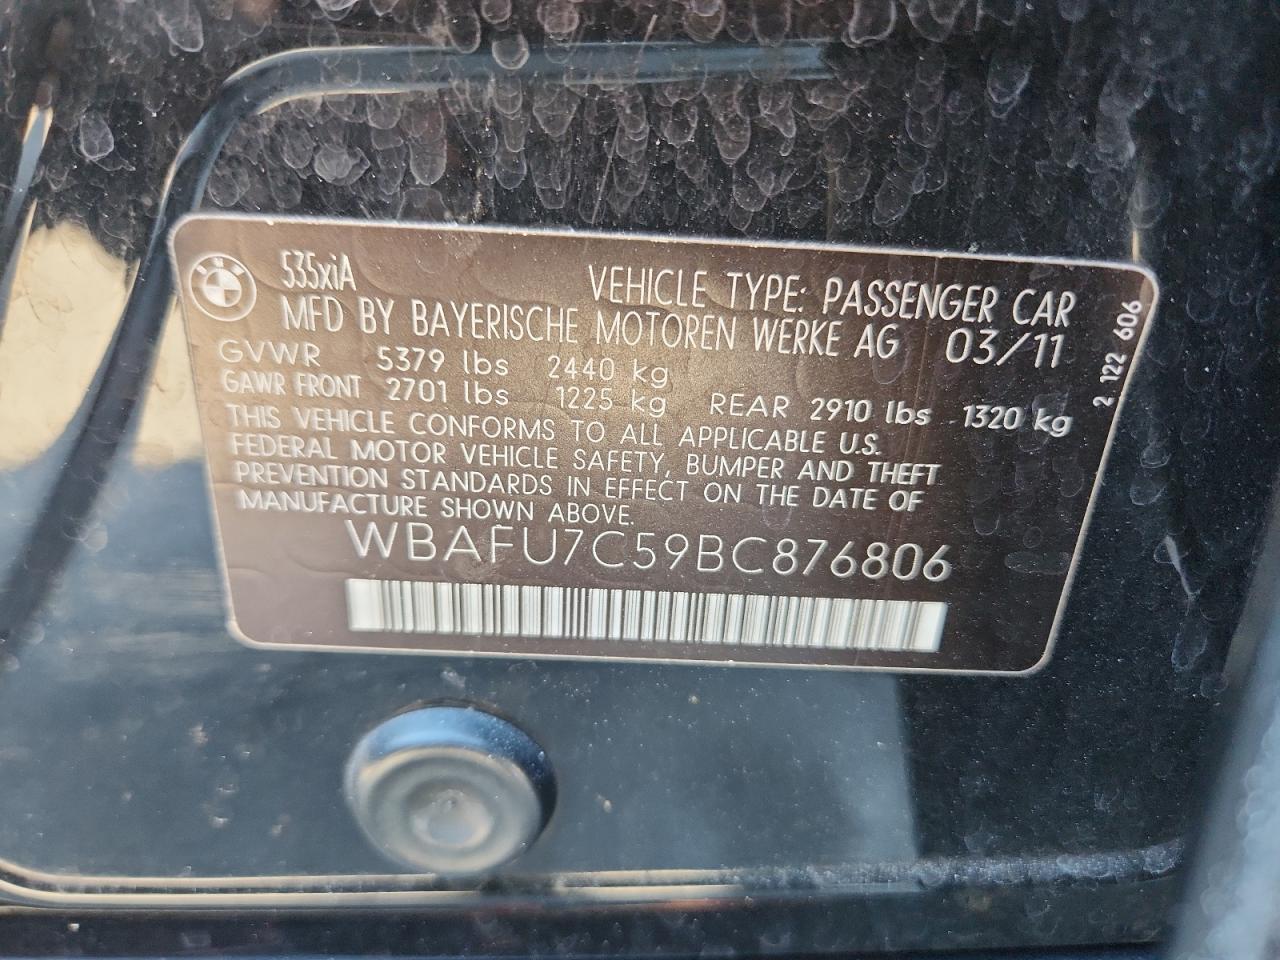 535xiA VEHICLE TYPE: PASSENGER CAR
MFD BY BAYERISCHE MOTOREN WERKE AG 03/11
GVWR 5379 lbs 2440 kg
GAWR FRONT 2701 lbs 1225 kg REAR 2910 lbs 1320 kg
THIS VEHICLE CONFORMS TO ALL APPLICABLE U.S.
FEDERAL MOTOR VEHICLE SAFETY, BUMPER AND THEFT
PREVENTION STANDARDS IN EFFECT ON THE DATE OF
MANUFACTURE SHOWN ABOVE.
WBAFU7C59BC876806
2 122 606